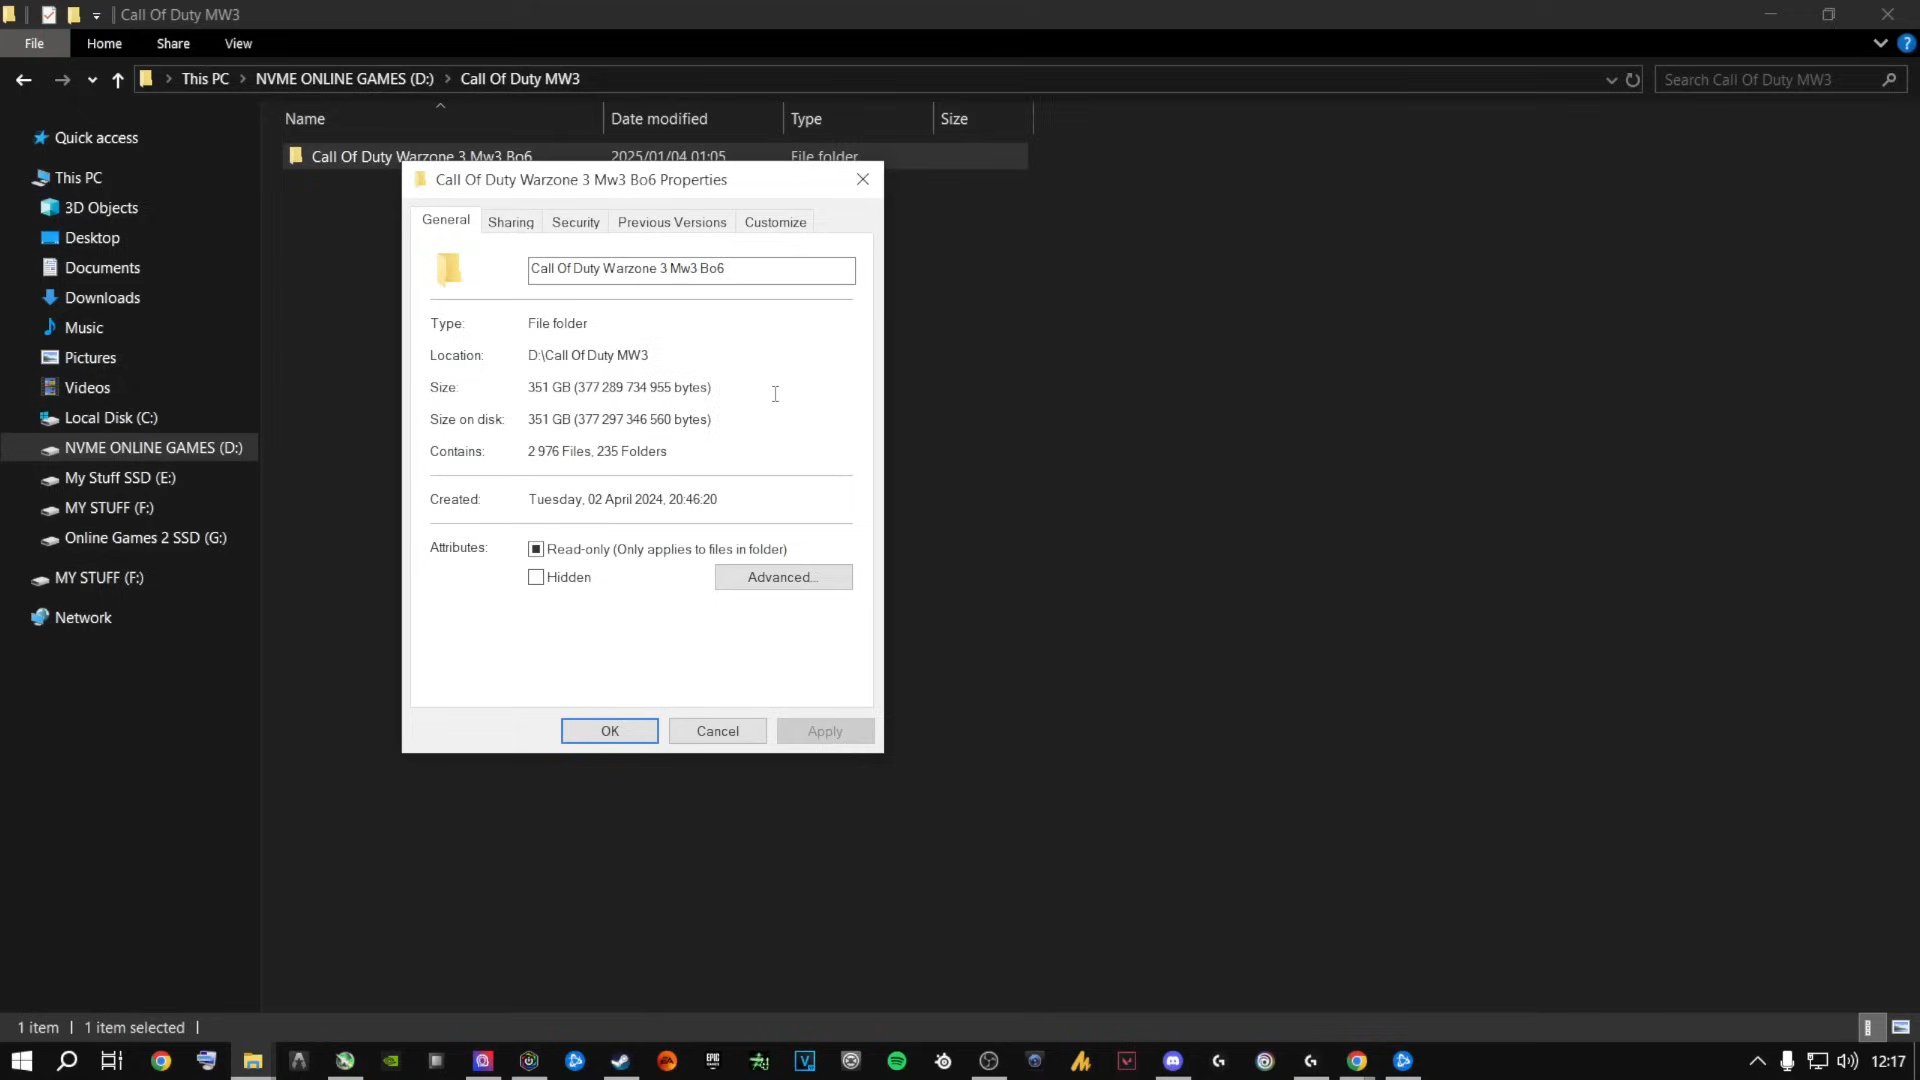 Call Of Duty MW3
File Home Share View
This PC NVME ONLINE GAMES (D:) Call Of Duty MW3
Search Call Of Duty MW3
Name Date modified Type Size
Call Of Duty Warzone 3 Mw3 Bo6 2025/01/04 01:05 File folder
Quick access
This PC
3D Objects
Desktop
Documents
Downloads
Music
Pictures
Videos
Local Disk (C:)
NVME ONLINE GAMES (D:)
My Stuff SSD (E:)
MY STUFF (F:)
Online Games 2 SSD (G:)
MY STUFF (F:)
Network
Call Of Duty Warzone 3 Mw3 Bo6 Properties
General Sharing Security Previous Versions Customize
Call Of Duty Warzone 3 Mw3 Bo6
Type: File folder
Location: D:\Call Of Duty MW3
Size: 351 GB (377 289 734 955 bytes)
Size on disk: 351 GB (377 297 346 560 bytes)
Contains: 2 976 Files, 235 Folders
Created: Tuesday, 02 April 2024, 20:46:20
Attributes: Read-only (Only applies to files in folder)
Hidden Advanced...
OK Cancel Apply
1 item 1 item selected
EPIC
12:17